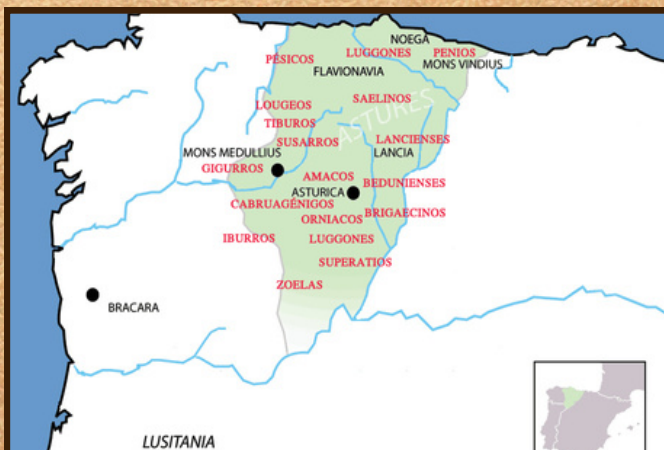 NOEGA
LUGGONES
PENIOS
PÉSICOS
MONS VINDIUS
FLAVIONAVIA
SAELINOS
LOUGEOS
ASTURES
TIBUROS
SUSARROS
LANCIENSES
MONS MEDULLIUS
LANCIA
GIGURROS
AMACOS
BEDUNIENSES
ASTURICA
CABRUAGÉNIGOS
BRIGAECINOS
ORNIACOS
IBURROS
LUGGONES
SUPERATIOS
ZOELAS
BRACARA
LUSITANIA